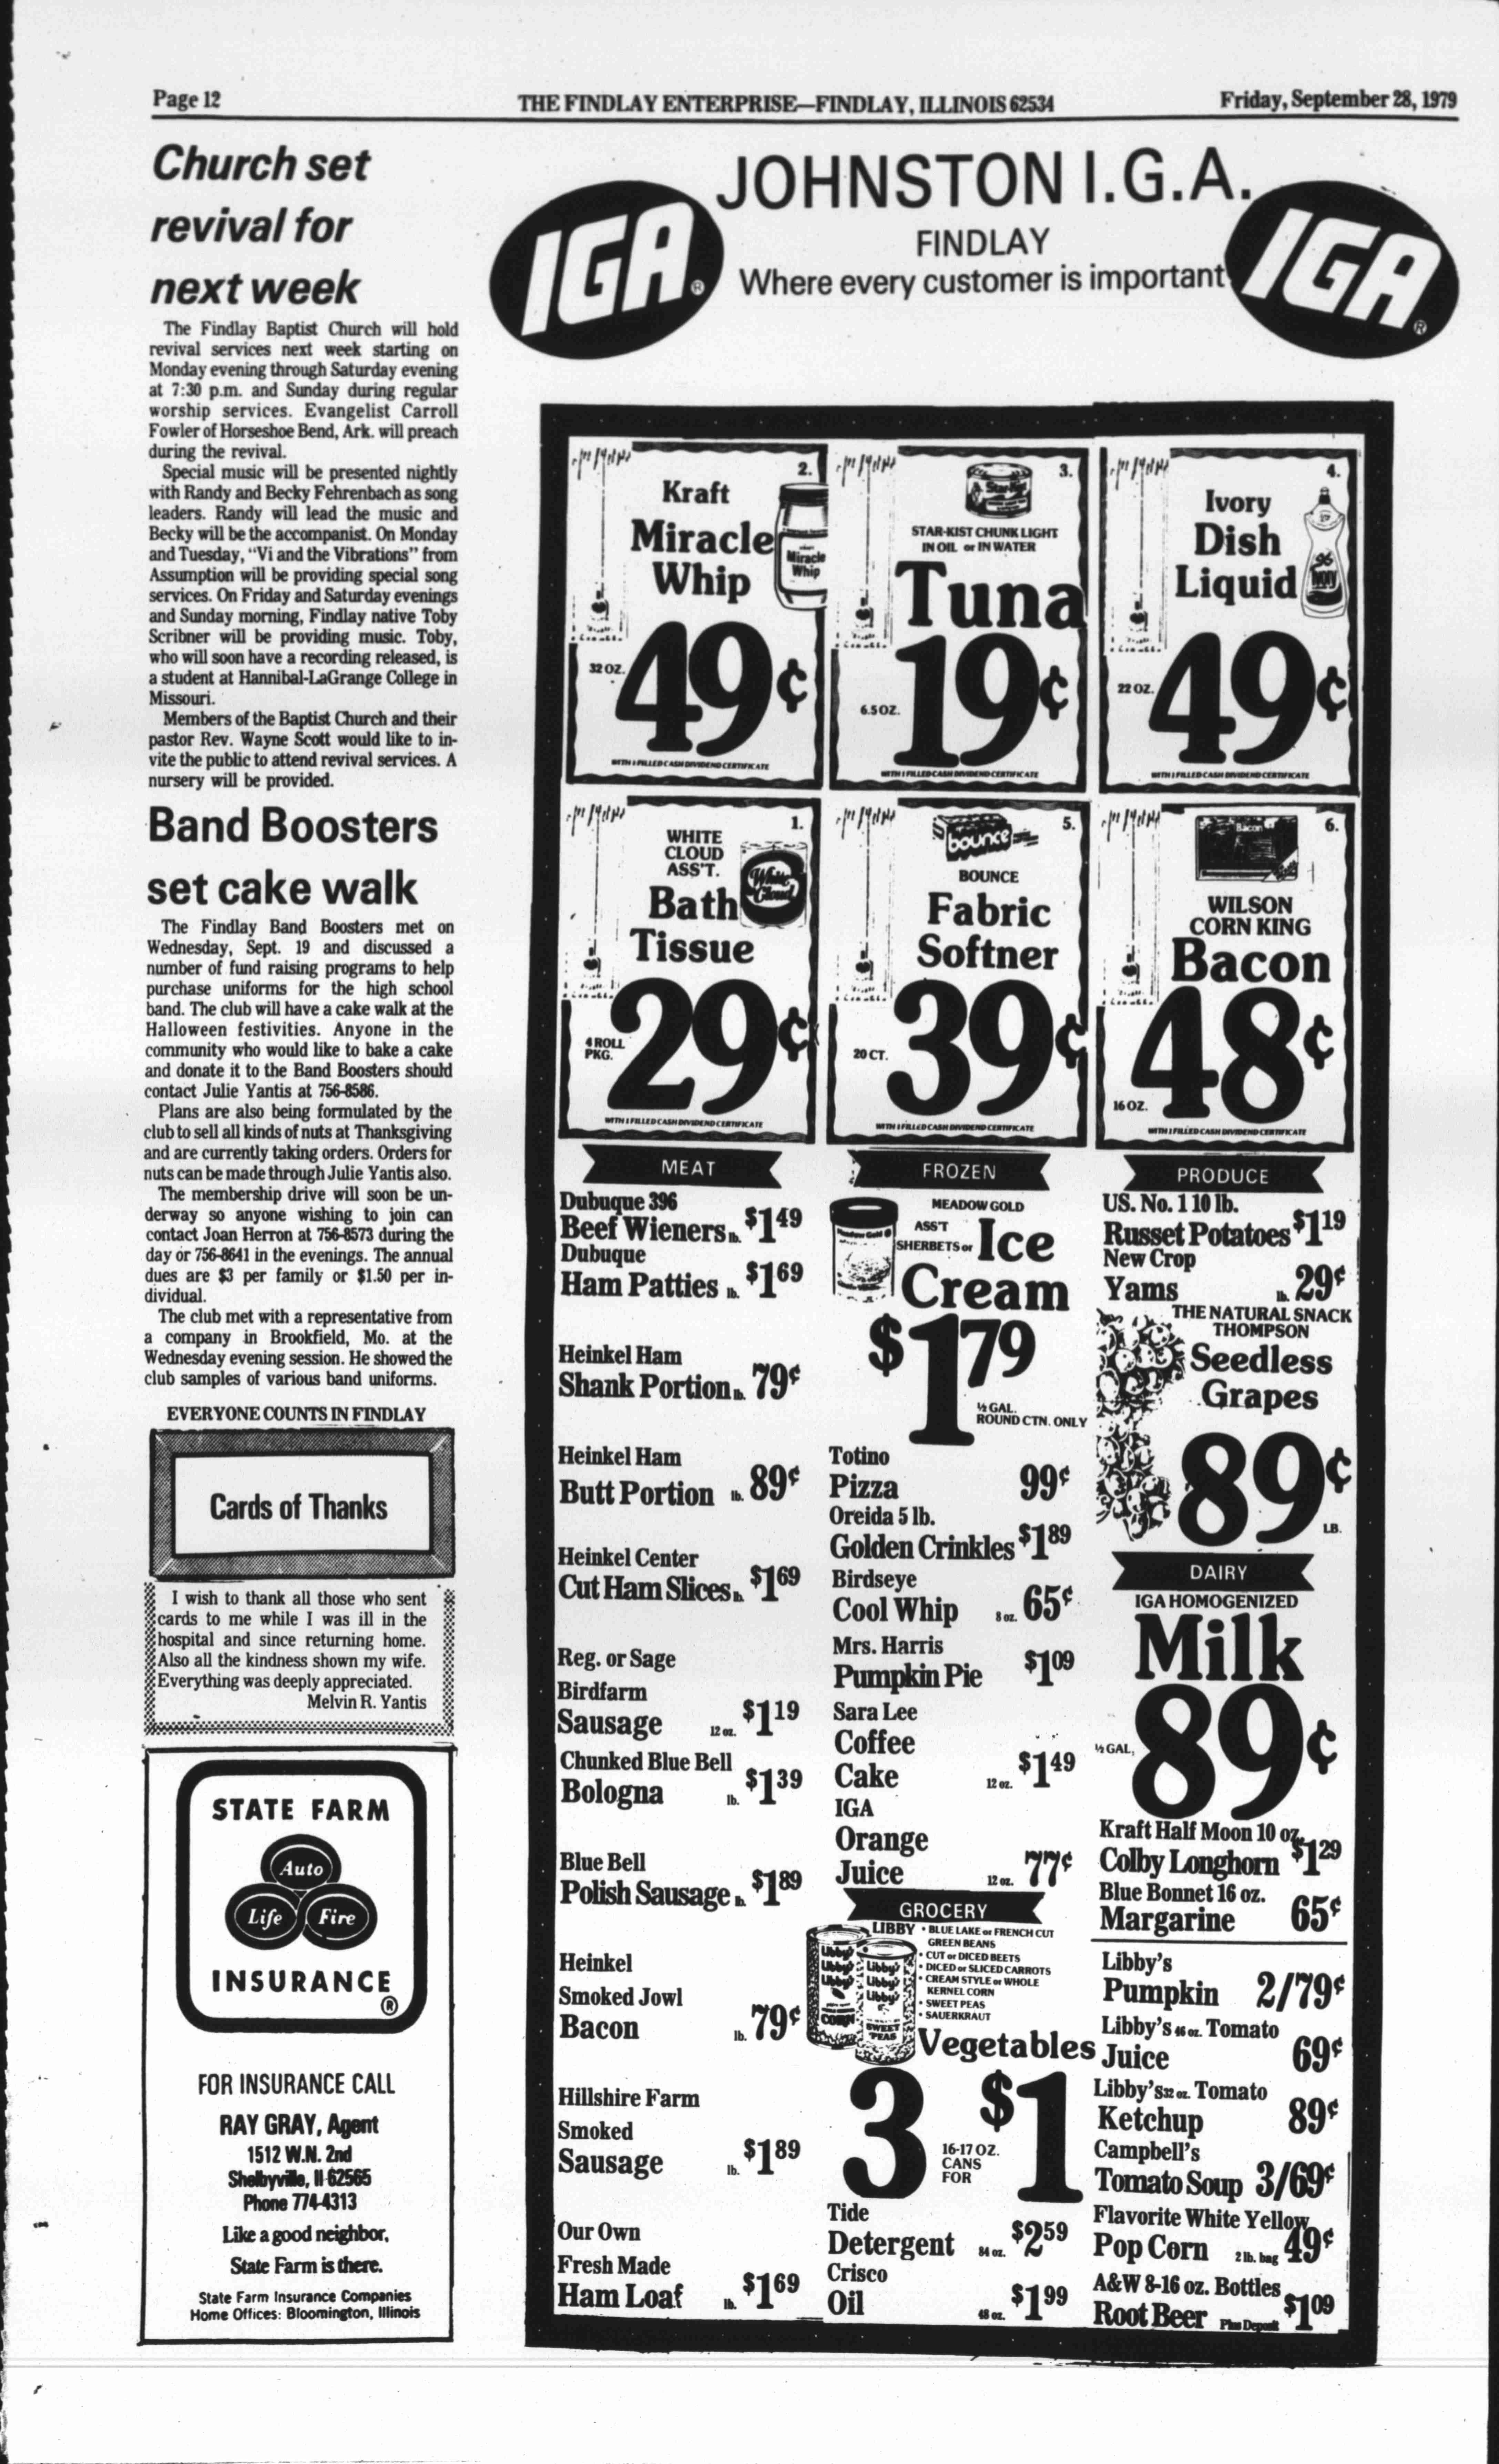 Page 12
THE FINDLAY ENTERPRISE—FINDLAY, ILLINOIS 62534
Friday, September 28, 1979
Church set
revival for
next week
The Findlay Baptist Church will hold
revival services next week starting on
Monday evening through Saturday evening
at 7:30 p.m. and Sunday during regular
worship services. Evangelist Carroll
Fowler of Horseshoe Bend, Ark. will preach
during the revival.
Special music will be presented nightly
with Randy and Becky Fehrenbach as song
leaders. Randy will lead the music and
Becky will be the accompanist. On Monday
and Tuesday, "Vi and the Vibrations" from
Assumption will be providing special song
services. On Friday and Saturday evenings
and Sunday morning, Findlay native Toby
Scribner will be providing music. Toby,
who will soon have a recording released, is
a student at Hannibal-LaGrange College in
Missouri.
Members of the Baptist Church and their
pastor Rev. Wayne Scott would like to in-
vite the public to attend revival services. A
nursery will be provided.
Band Boosters
set cake walk
The Findlay Band Boosters met on
Wednesday, Sept. 19 and discussed a
number of fund raising programs to help
purchase uniforms for the high school
band. The club will have a cake walk at the
Halloween festivities. Anyone in the
community who would like to bake a cake
and donate it to the Band Boosters should
contact Julie Yantis at 756-8586.
Plans are also being formulated by the
club to sell all kinds of nuts at Thanksgiving
and are currently taking orders. Orders for
nuts can be made through Julie Yantis also.
The membership drive will soon be un-
derway so anyone wishing to join can
contact Joan Herron at 756-8573 during the
day or 756-8641 in the evenings. The annual
dues are $3 per family or $1.50 per in-
dividual.
The club met with a representative from
a company in Brookfield, Mo. at the
Wednesday evening session. He showed the
club samples of various band uniforms.
EVERYONE COUNTS IN FINDLAY
Cards of Thanks
I wish to thank all those who sent
cards to me while I was ill in the
hospital and since returning home.
Also all the kindness shown my wife.
Everything was deeply appreciated.
Melvin R. Yantis
STATE FARM
Auto
Life Fire
INSURANCE
®
FOR INSURANCE CALL
RAY GRAY, Agent
1512 W.N. 2nd
Shelbyville, Il 62565
Phone 774-4313
Like a good neighbor,
State Farm is there.
State Farm Insurance Companies
Home Offices: Bloomington, Illinois
JOHNSTON I.G.A.
IGA®
FINDLAY
Where every customer is important
IGA®
2.
Kraft
Miracle
Whip
Miracle
Whip
32 OZ.
49¢
WITH 1 FILLED CASH DIVIDEND CERTIFICATE
3.
Star-Kist
STAR-KIST CHUNK LIGHT
IN OIL or IN WATER
Tuna
6.5 OZ.
19¢
WITH 1 FILLED CASH DIVIDEND CERTIFICATE
4.
Ivory
Dish
Liquid
IVORY
22 OZ.
49¢
WITH 1 FILLED CASH DIVIDEND CERTIFICATE
1.
WHITE
CLOUD
ASS'T.
Bath
Tissue
White
Cloud
4 ROLL
PKG.
29¢
WITH 1 FILLED CASH DIVIDEND CERTIFICATE
5.
bounce
BOUNCE
Fabric
Softner
20 CT.
39¢
WITH 1 FILLED CASH DIVIDEND CERTIFICATE
6.
Bacon
WILSON
CORN KING
Bacon
16 OZ.
48¢
WITH 1 FILLED CASH DIVIDEND CERTIFICATE
MEAT
Dubuque 396
Beef Wieners lb. $1 49
Dubuque
Ham Patties lb. $1 69
Heinkel Ham
Shank Portion lb. 79¢
Heinkel Ham
Butt Portion lb. 89¢
Heinkel Center
Cut Ham Slices lb. $1 69
Reg. or Sage
Birdfarm
Sausage 12 oz. $1 19
Chunked Blue Bell
Bologna lb. $1 39
Blue Bell
Polish Sausage lb. $1 89
Heinkel
Smoked Jowl
Bacon lb. 79¢
Hillshire Farm
Smoked
Sausage lb. $1 89
Our Own
Fresh Made
Ham Loaf lb. $1 69
FROZEN
MEADOW GOLD
ASS'T
SHERBETS or
Ice
Cream
$1 79
½ GAL.
ROUND CTN. ONLY
Totino
Pizza 99¢
Oreida 5 lb.
Golden Crinkles $1 89
Birdseye
Cool Whip 8 oz. 65¢
Mrs. Harris
Pumpkin Pie $1 09
Sara Lee
Coffee
Cake 12 oz. $1 49
IGA
Orange
Juice 12 oz. 77¢
GROCERY
LIBBY • BLUE LAKE or FRENCH CUT
GREEN BEANS
• CUT or DICED BEETS
• DICED or SLICED CARROTS
• CREAM STYLE or WHOLE
KERNEL CORN
• SWEET PEAS
• SAUERKRAUT
Libby's
CORN
SWEET
PEAS
Vegetables
3 $1
16-17 OZ.
CANS
FOR
Tide
Detergent 84 oz. $2 59
Crisco
Oil 48 oz. $1 99
PRODUCE
US. No. 1 10 lb.
Russet Potatoes $1 19
New Crop
Yams lb. 29¢
THE NATURAL SNACK
THOMPSON
Seedless
Grapes
89¢
LB.
DAIRY
IGA HOMOGENIZED
Milk
½ GAL.
89¢
Kraft Half Moon 10 oz.
Colby Longhorn $1 29
Blue Bonnet 16 oz.
Margarine 65¢
Libby's
Pumpkin 2/79¢
Libby's 46 oz. Tomato
Juice 69¢
Libby's 32 oz. Tomato
Ketchup 89¢
Campbell's
Tomato Soup 3/69¢
Flavorite White Yellow
Pop Corn 2 lb. bag 49¢
A&W 8-16 oz. Bottles
Root Beer Plus Deposit $1 09